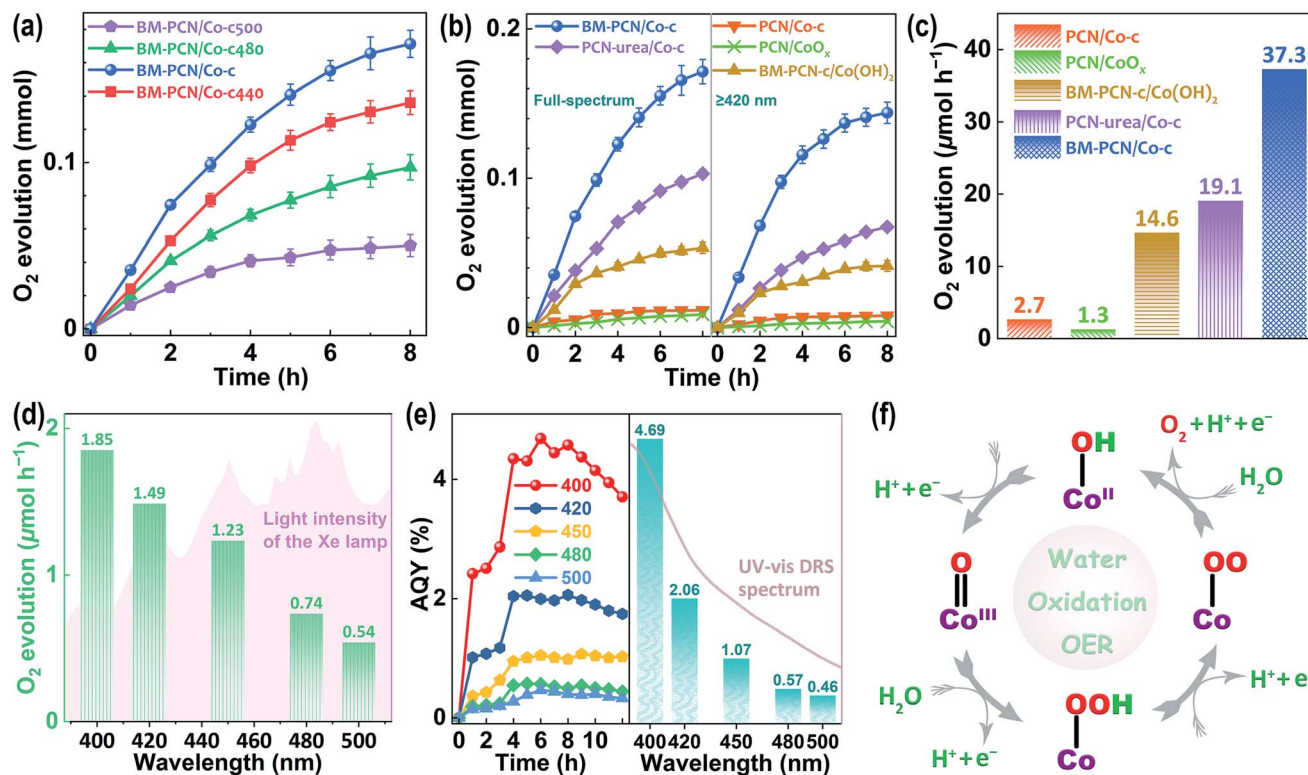 (a)
BM-PCN/Co-c500
BM-PCN/Co-c480
BM-PCN/Co-c
BM-PCN/Co-c440
O₂ evolution (mmol)
0.1
0
0 2 4 6 8
Time (h)
(b)
BM-PCN/Co-c
PCN-urea/Co-c
PCN/Co-c
PCN/CoOₓ
BM-PCN-c/Co(OH)₂
Full-spectrum
≥420 nm
O₂ evolution (mmol)
0.2
0.1
0
0 2 4 6 8 0 2 4 6 8
Time (h)
(c)
PCN/Co-c
PCN/CoOₓ
BM-PCN-c/Co(OH)₂
PCN-urea/Co-c
BM-PCN/Co-c
O₂ evolution (μmol h⁻¹)
40
30
20
10
0
2.7
1.3
14.6
19.1
37.3
(d)
O₂ evolution (μmol h⁻¹)
2
1
0
1.85
1.49
1.23
0.74
0.54
Light intensity
of the Xe lamp
400 420 440 460 480 500
Wavelength (nm)
(e)
AQY (%)
4
2
0
400
420
450
480
500
0 2 4 6 8 10
Time (h)
4.69
2.06
1.07
0.57
0.46
UV-vis DRS
spectrum
400 420 450 480 500
Wavelength (nm)
(f)
OH
Coᴵᴵ
O₂ + H⁺ + e⁻
H₂O
H⁺ + e⁻
O
Coᴵᴵᴵ
Water
Oxidation
OER
OO
Co
H₂O
H⁺ + e⁻
OOH
Co
H⁺ + e